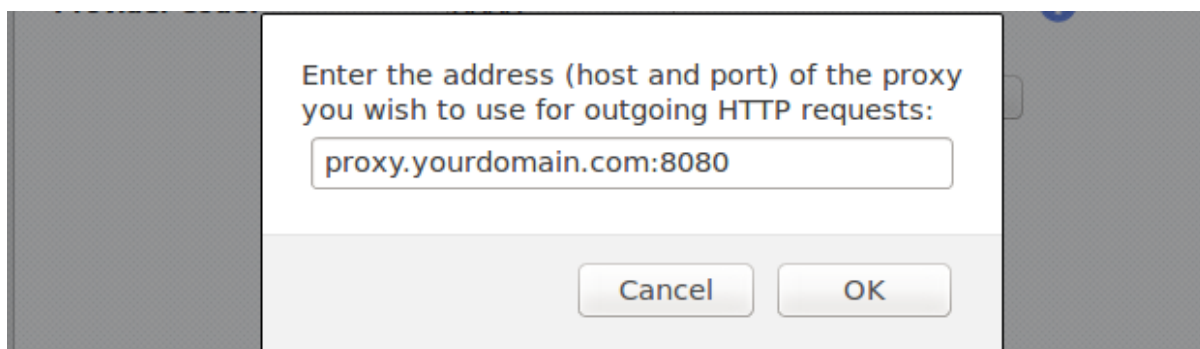 Enter the address (host and port) of the proxy
you wish to use for outgoing HTTP requests:
proxy.yourdomain.com:8080
Cancel OK